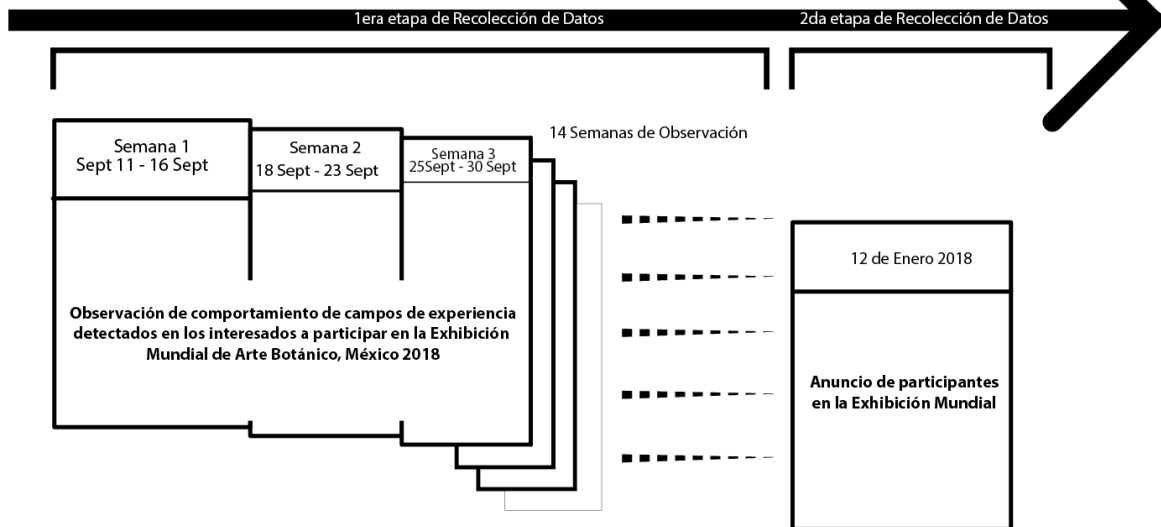 1era etapa de Recolección de Datos
2da etapa de Recolección de Datos
14 Semanas de Observación
Semana 1
Sept 11 - 16 Sept
Semana 2
18 Sept - 23 Sept
Semana 3
25Sept - 30 Sept
Observación de comportamiento de campos de experiencia
detectados en los interesados a participar en la Exhibición
Mundial de Arte Botánico, México 2018
12 de Enero 2018
Anuncio de participantes
en la Exhibición Mundial